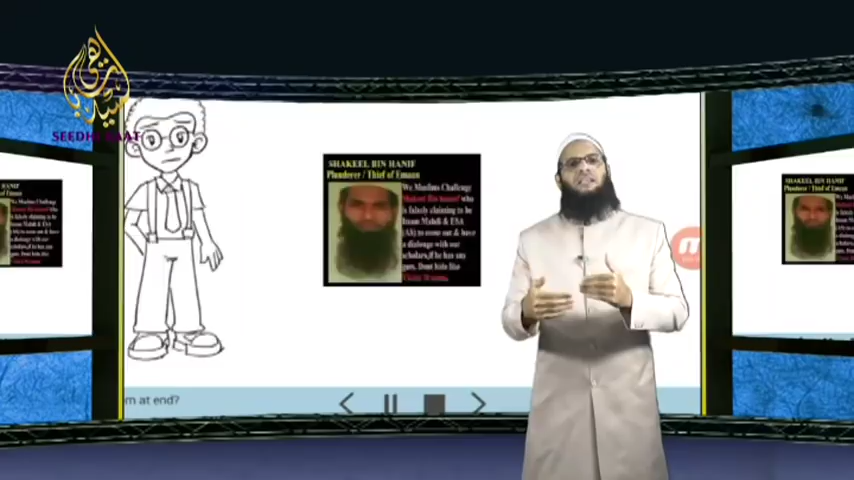 SEEDHI BAAT
SHAKEEL BIN HANIF
Plunderer / Thief of Emaan
We Muslims Challenge
Shakeel Bin hanif who
is falsely claiming to be
Imam Mahdi & ESA
(AS) to come out & have
a dialouge with our
scholars,if he has any
guts. Dont hide like
m at end?